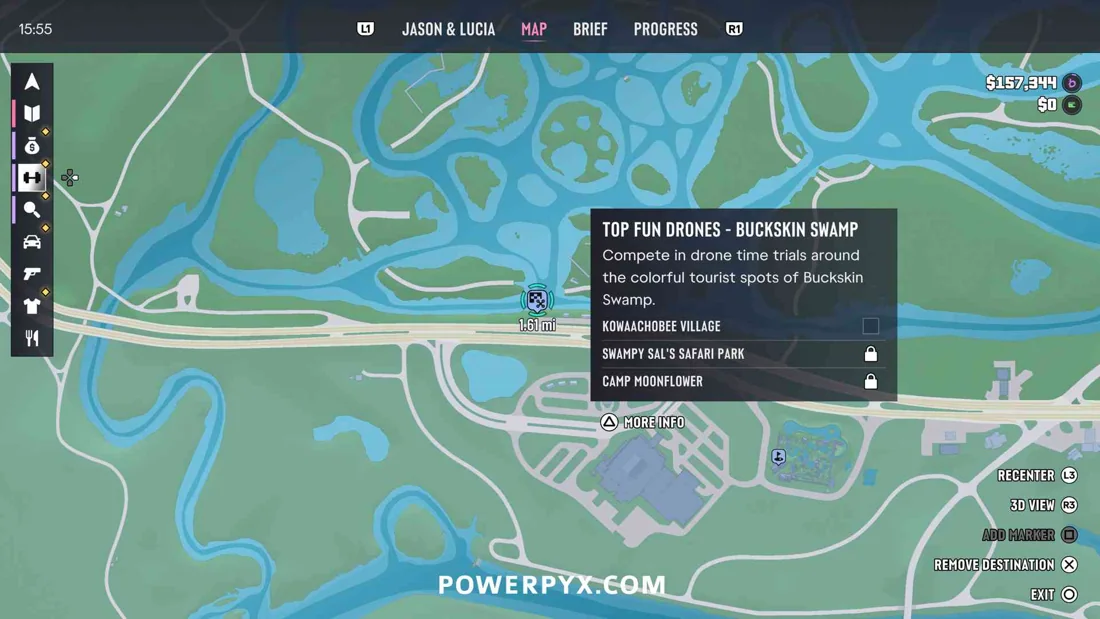 15:55
L1 JASON & LUCIA MAP BRIEF PROGRESS R1
$157,344
$0
TOP FUN DRONES - BUCKSKIN SWAMP
Compete in drone time trials around
the colorful tourist spots of Buckskin
Swamp.
KOWAACHOBEE VILLAGE
SWAMPY SAL'S SAFARI PARK
CAMP MOONFLOWER
1.61 mi
MORE INFO
RECENTER L3
3D VIEW R3
ADD MARKER
REMOVE DESTINATION
EXIT
POWERPYX.COM